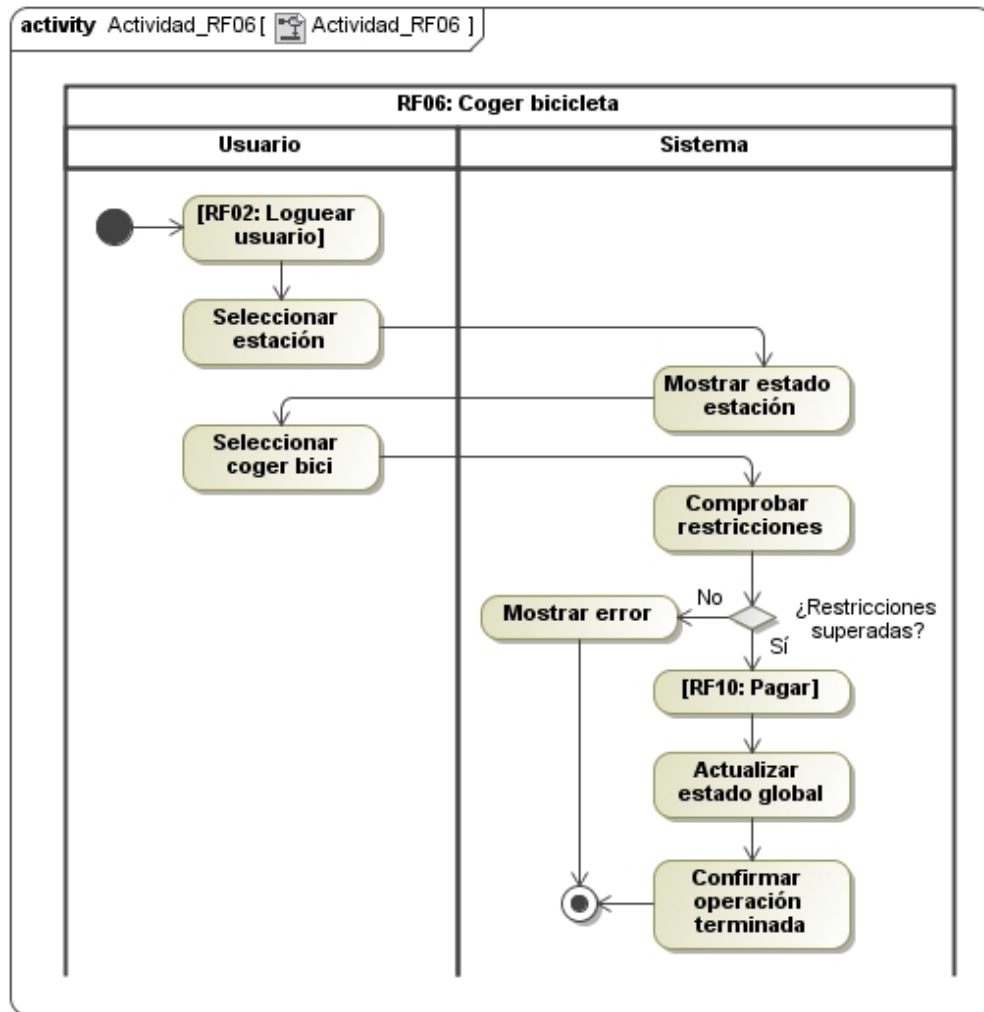 activity Actividad_RF06[ Actividad_RF06 ]
RF06: Coger bicicleta
Usuario
Sistema
[RF02: Loguear
usuario]
Seleccionar
estación
Mostrar estado
estación
Seleccionar
coger bici
Comprobar
restricciones
¿Restricciones
superadas?
No
Mostrar error
Sí
[RF10: Pagar]
Actualizar
estado global
Confirmar
operación
terminada